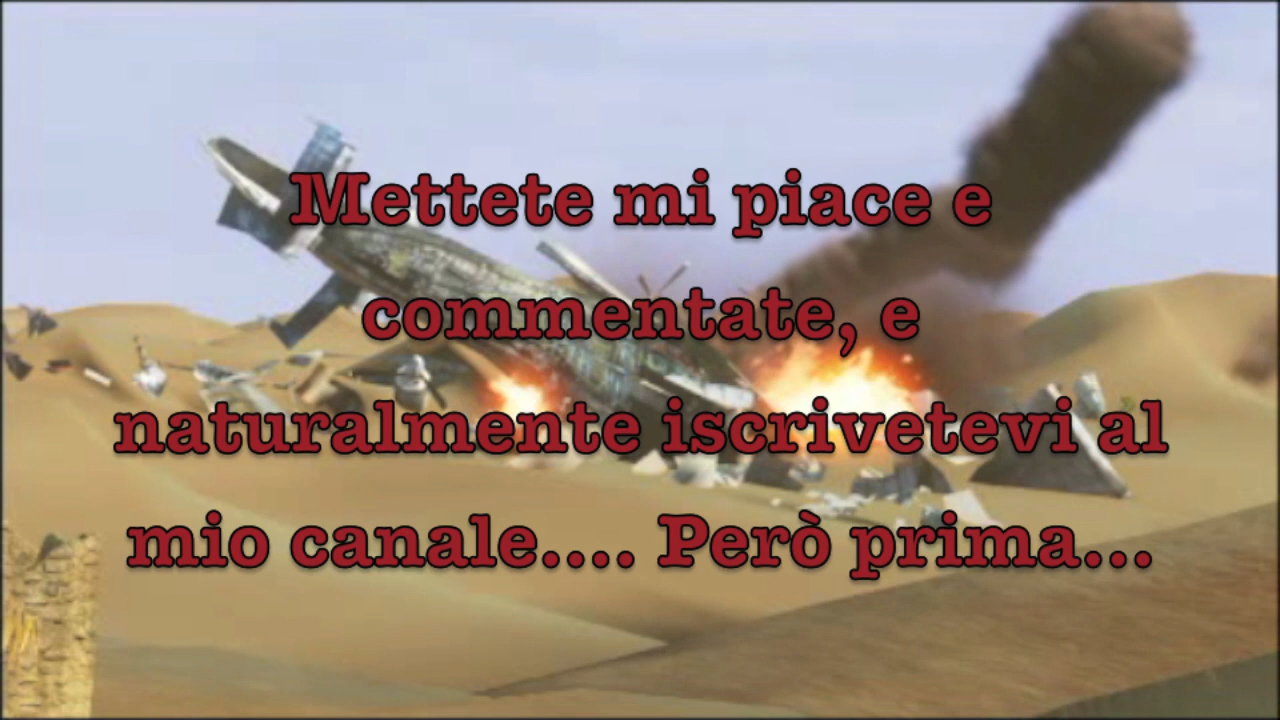 Mettete mi piace e
commentate, e
naturalmente iscrivetevi al
mio canale.... Però prima...